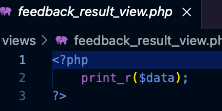 feedback_result_view.php
views > feedback_result_view.ph
1 <?php
2 print_r($data);
3 ?>